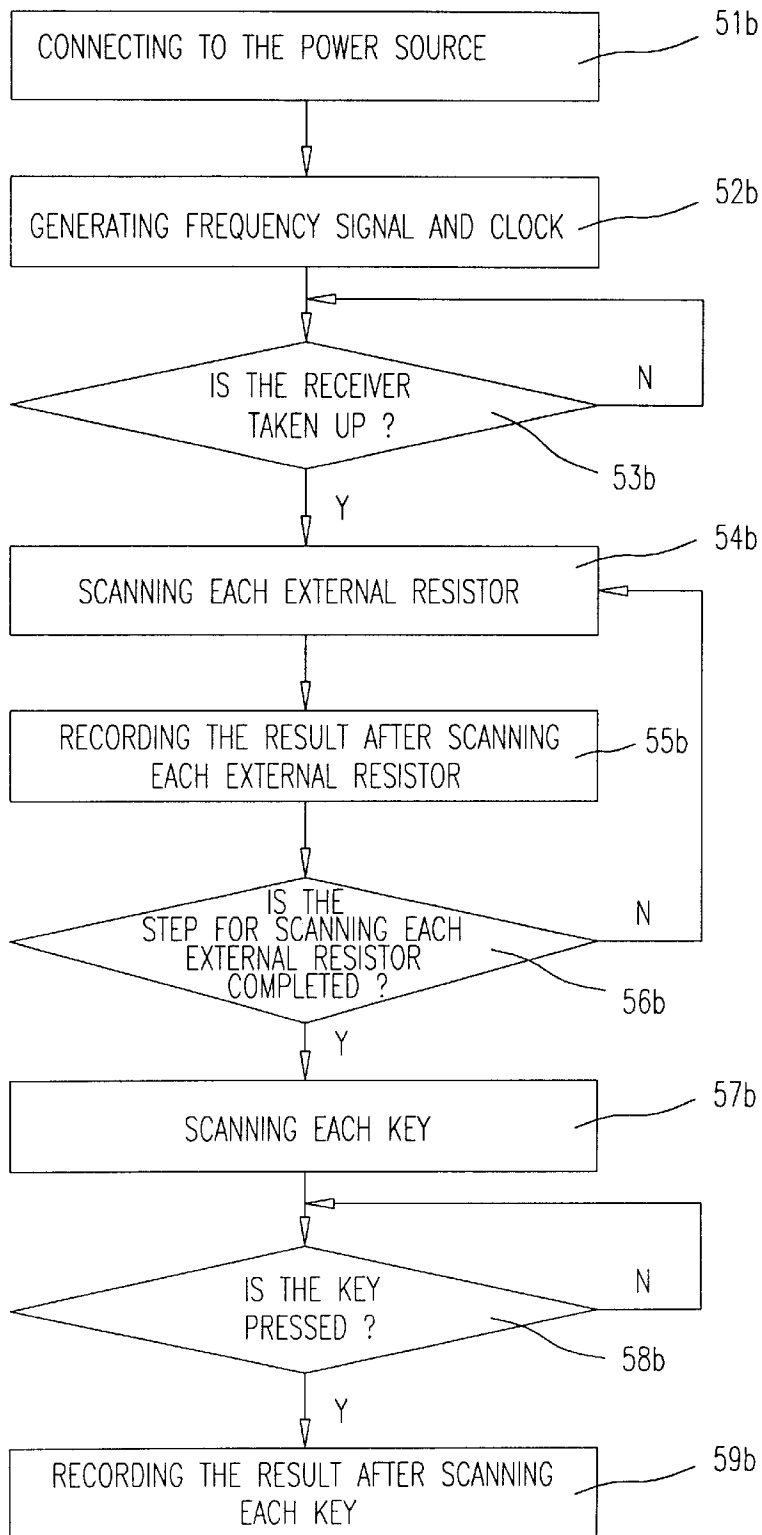 51b
CONNECTING TO THE POWER SOURCE
52b
GENERATING FREQUENCY SIGNAL AND CLOCK
IS THE RECEIVER
TAKEN UP ?
N
53b
Y
54b
SCANNING EACH EXTERNAL RESISTOR
RECORDING THE RESULT AFTER SCANNING
EACH EXTERNAL RESISTOR
55b
IS THE
STEP FOR SCANNING EACH
EXTERNAL RESISTOR
COMPLETED ?
N
56b
Y
57b
SCANNING EACH KEY
IS THE KEY
PRESSED ?
N
58b
Y
59b
RECORDING THE RESULT AFTER SCANNING
EACH KEY